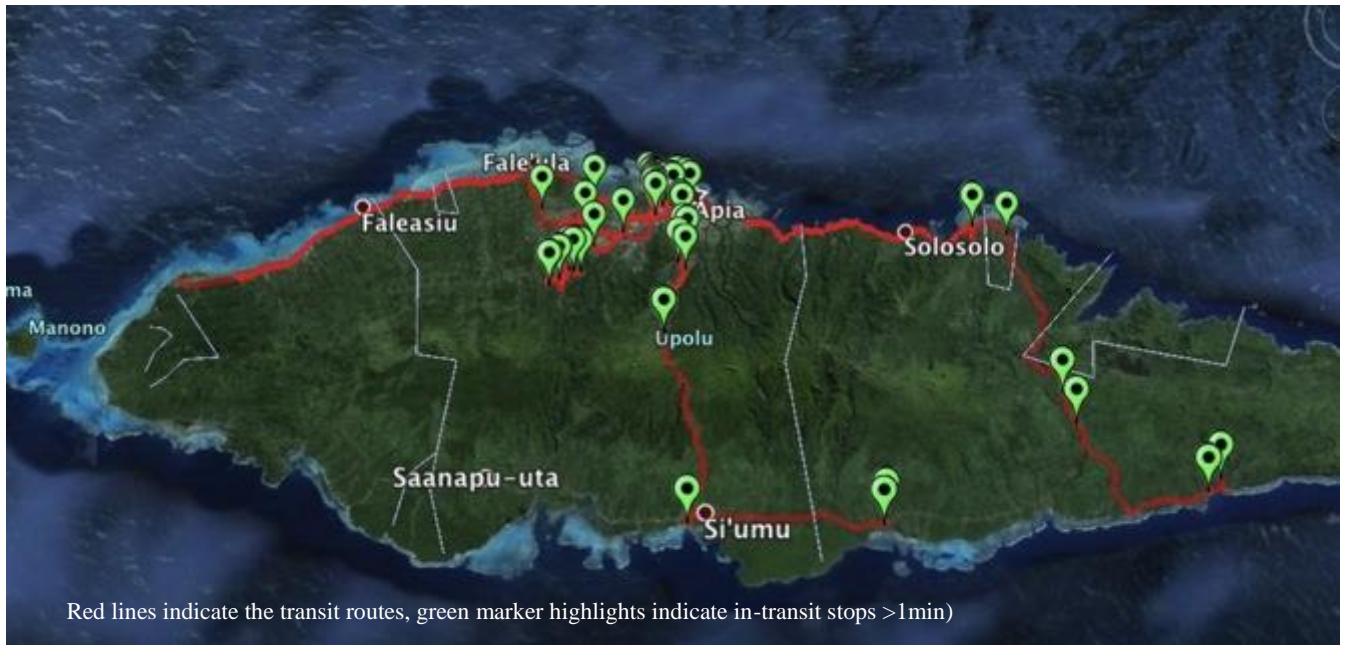 Fale'ula
Apia
Faleasiu
Solosolo
ma
Manono
Upolu
Saanapu-uta
Si'umu
Red lines indicate the transit routes, green marker highlights indicate in-transit stops >1min)